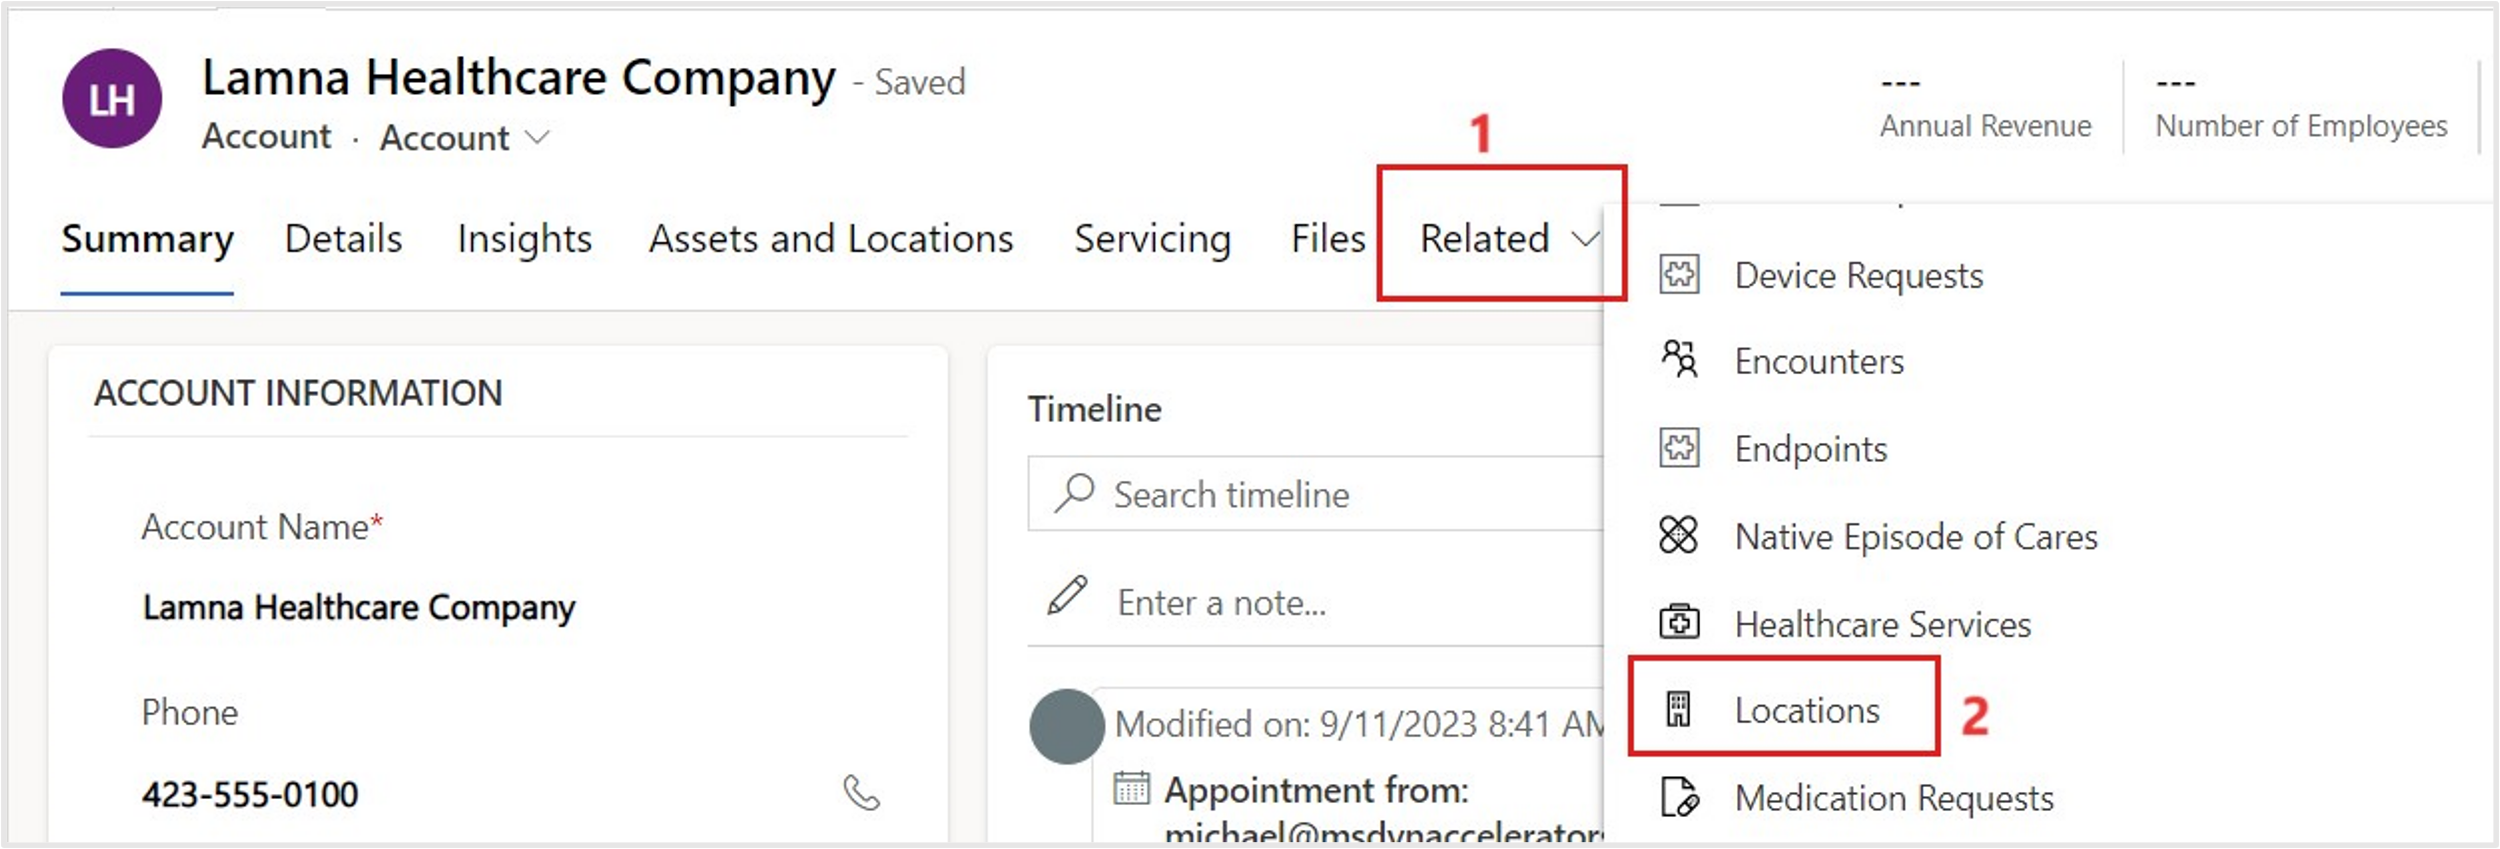 LH
Lamna Healthcare Company - Saved
Account · Account
---
Annual Revenue
---
Number of Employees
1
Summary Details Insights Assets and Locations Servicing Files Related
ACCOUNT INFORMATION
Account Name*
Lamna Healthcare Company
Phone
423-555-0100
Timeline
Search timeline
Enter a note...
Modified on: 9/11/2023 8:41 AM
Appointment from:
michael@msdynaccelerators
Device Requests
Encounters
Endpoints
Native Episode of Cares
Healthcare Services
Locations
2
Medication Requests